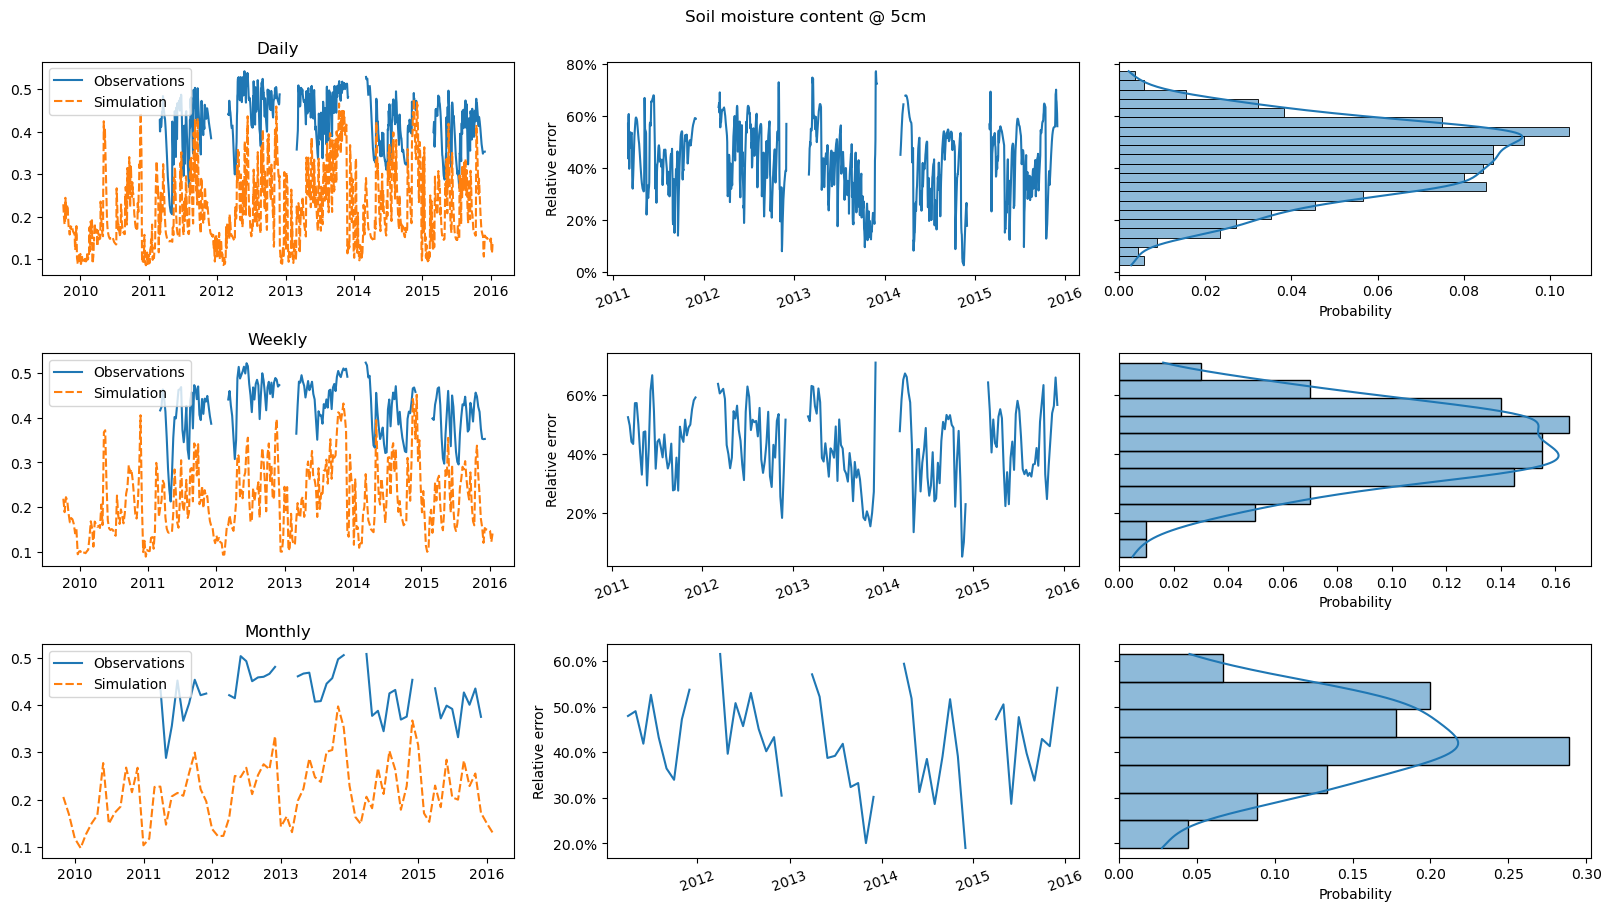 Soil moisture content @ 5cm
Daily
Observations
Simulation
0.5
0.4
0.3
0.2
0.1
2010 2011 2012 2013 2014 2015 2016
Relative error
80%
60%
40%
20%
0%
2011 2012 2013 2014 2015 2016
0.00 0.02 0.04 0.06 0.08 0.10
Probability
Weekly
Observations
Simulation
0.5
0.4
0.3
0.2
0.1
2010 2011 2012 2013 2014 2015 2016
Relative error
60%
40%
20%
2011 2012 2013 2014 2015 2016
0.00 0.02 0.04 0.06 0.08 0.10 0.12 0.14 0.16
Probability
Monthly
Observations
Simulation
0.5
0.4
0.3
0.2
0.1
2010 2011 2012 2013 2014 2015 2016
Relative error
60.0%
50.0%
40.0%
30.0%
20.0%
2012 2013 2014 2015 2016
0.00 0.05 0.10 0.15 0.20 0.25 0.30
Probability